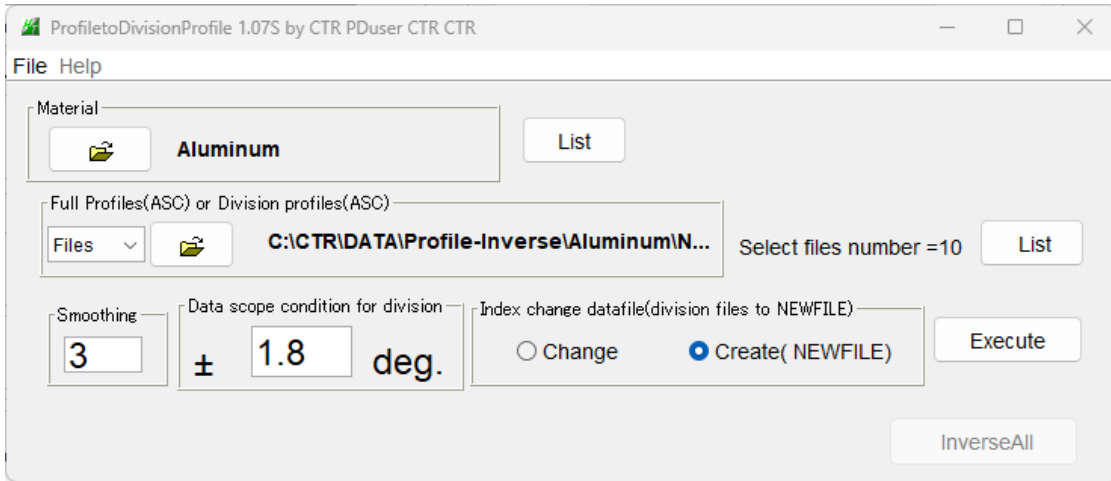 ProfiletoDivisionProfile 1.07S by CTR PDuser CTR CTR
File Help
Material
Aluminum
List
Full Profiles(ASC) or Division profiles(ASC)
Files
C:\CTR\DATA\Profile-Inverse\Aluminum\N...
Select files number =10
List
Smoothing
3
Data scope condition for division
± 1.8 deg.
Index change datafile(division files to NEWFILE)
Change
Create( NEWFILE)
Execute
InverseAll